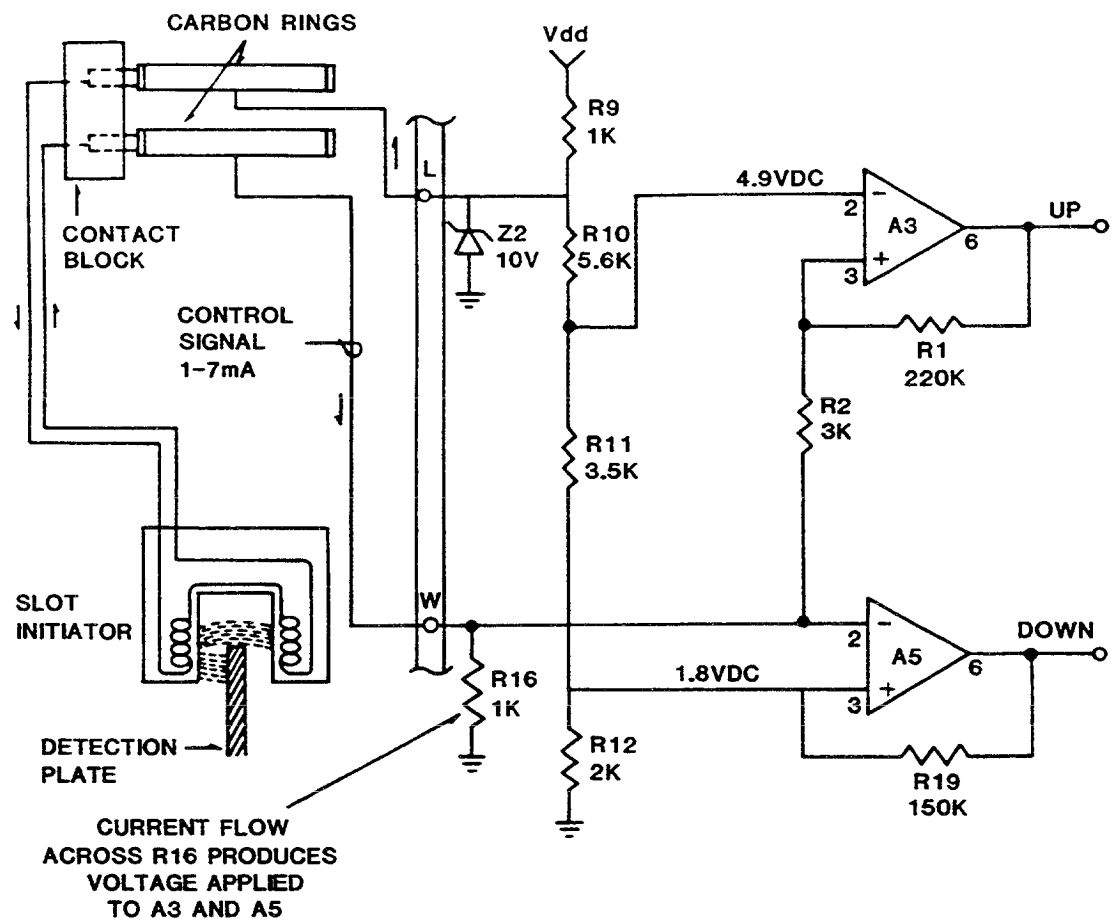 CARBON RINGS
Vdd
R9
1K
L
4.9VDC
2
-
A3
6
UP
3
+
CONTACT
BLOCK
Z2
10V
R10
5.6K
R1
220K
CONTROL
SIGNAL
1-7mA
R2
3K
R11
3.5K
SLOT
INITIATOR
W
2
-
A5
6
DOWN
1.8VDC
3
+
R16
1K
DETECTION
PLATE
R12
2K
R19
150K
CURRENT FLOW
ACROSS R16 PRODUCES
VOLTAGE APPLIED
TO A3 AND A5